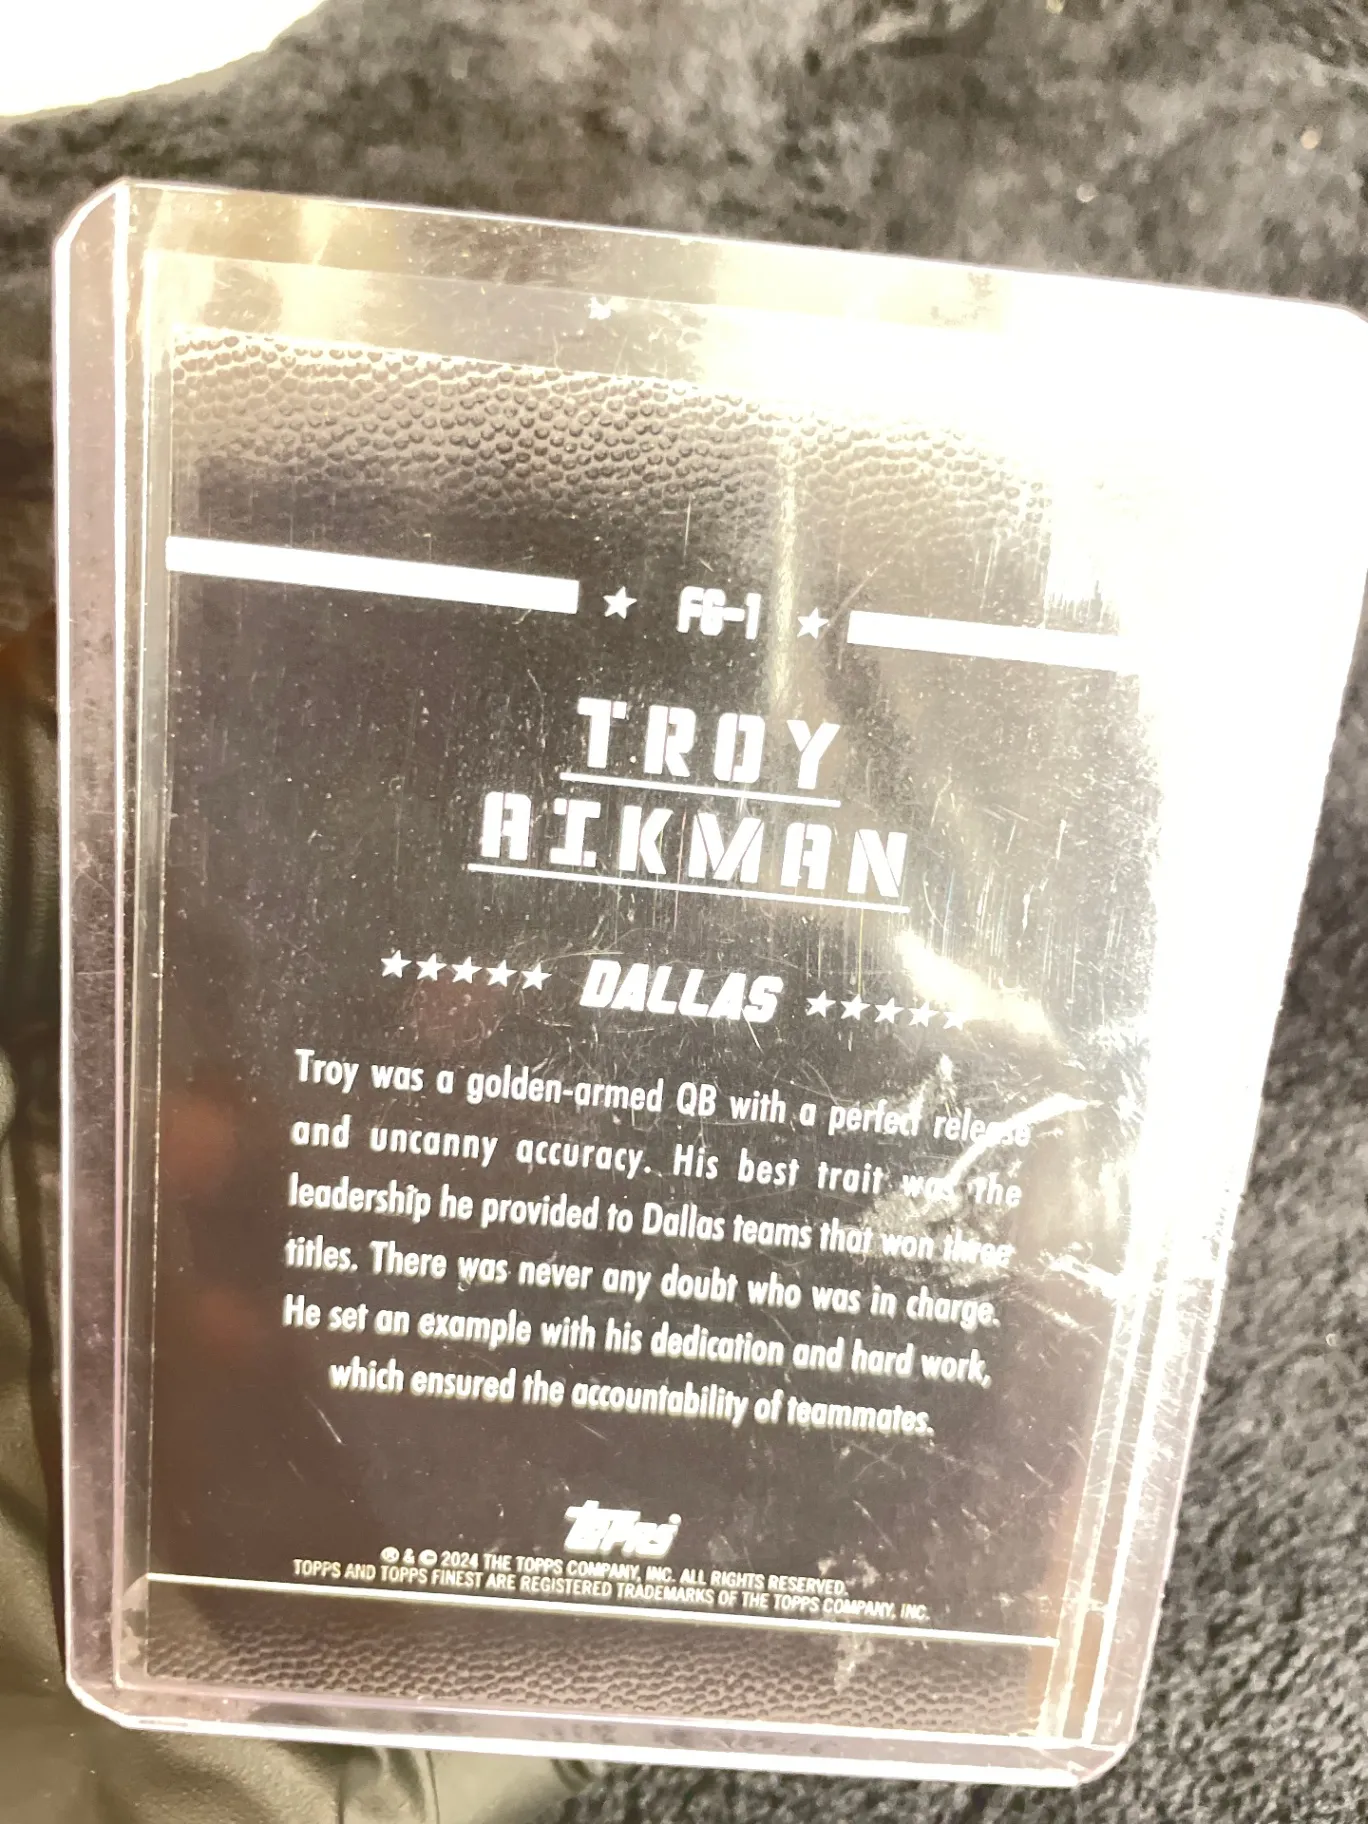 ★ FG-1 ★
TROY
AIKMAN
★★★★★ DALLAS ★★★★★
Troy was a golden-armed QB with a perfect release
and uncanny accuracy. His best trait was the
leadership he provided to Dallas teams that won three
titles. There was never any doubt who was in charge.
He set an example with his dedication and hard work,
which ensured the accountability of teammates.
Topps
® & © 2024 THE TOPPS COMPANY, INC. ALL RIGHTS RESERVED.
TOPPS AND TOPPS FINEST ARE REGISTERED TRADEMARKS OF THE TOPPS COMPANY, INC.